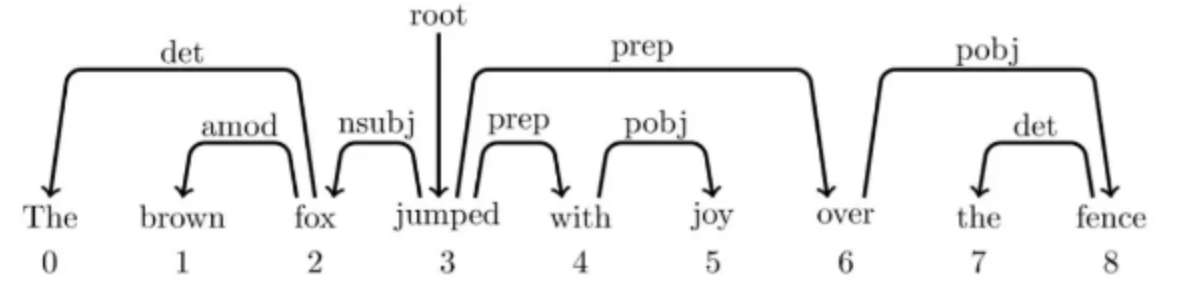 root
det prep pobj
amod nsubj prep pobj det
The brown fox jumped with joy over the fence
0 1 2 3 4 5 6 7 8